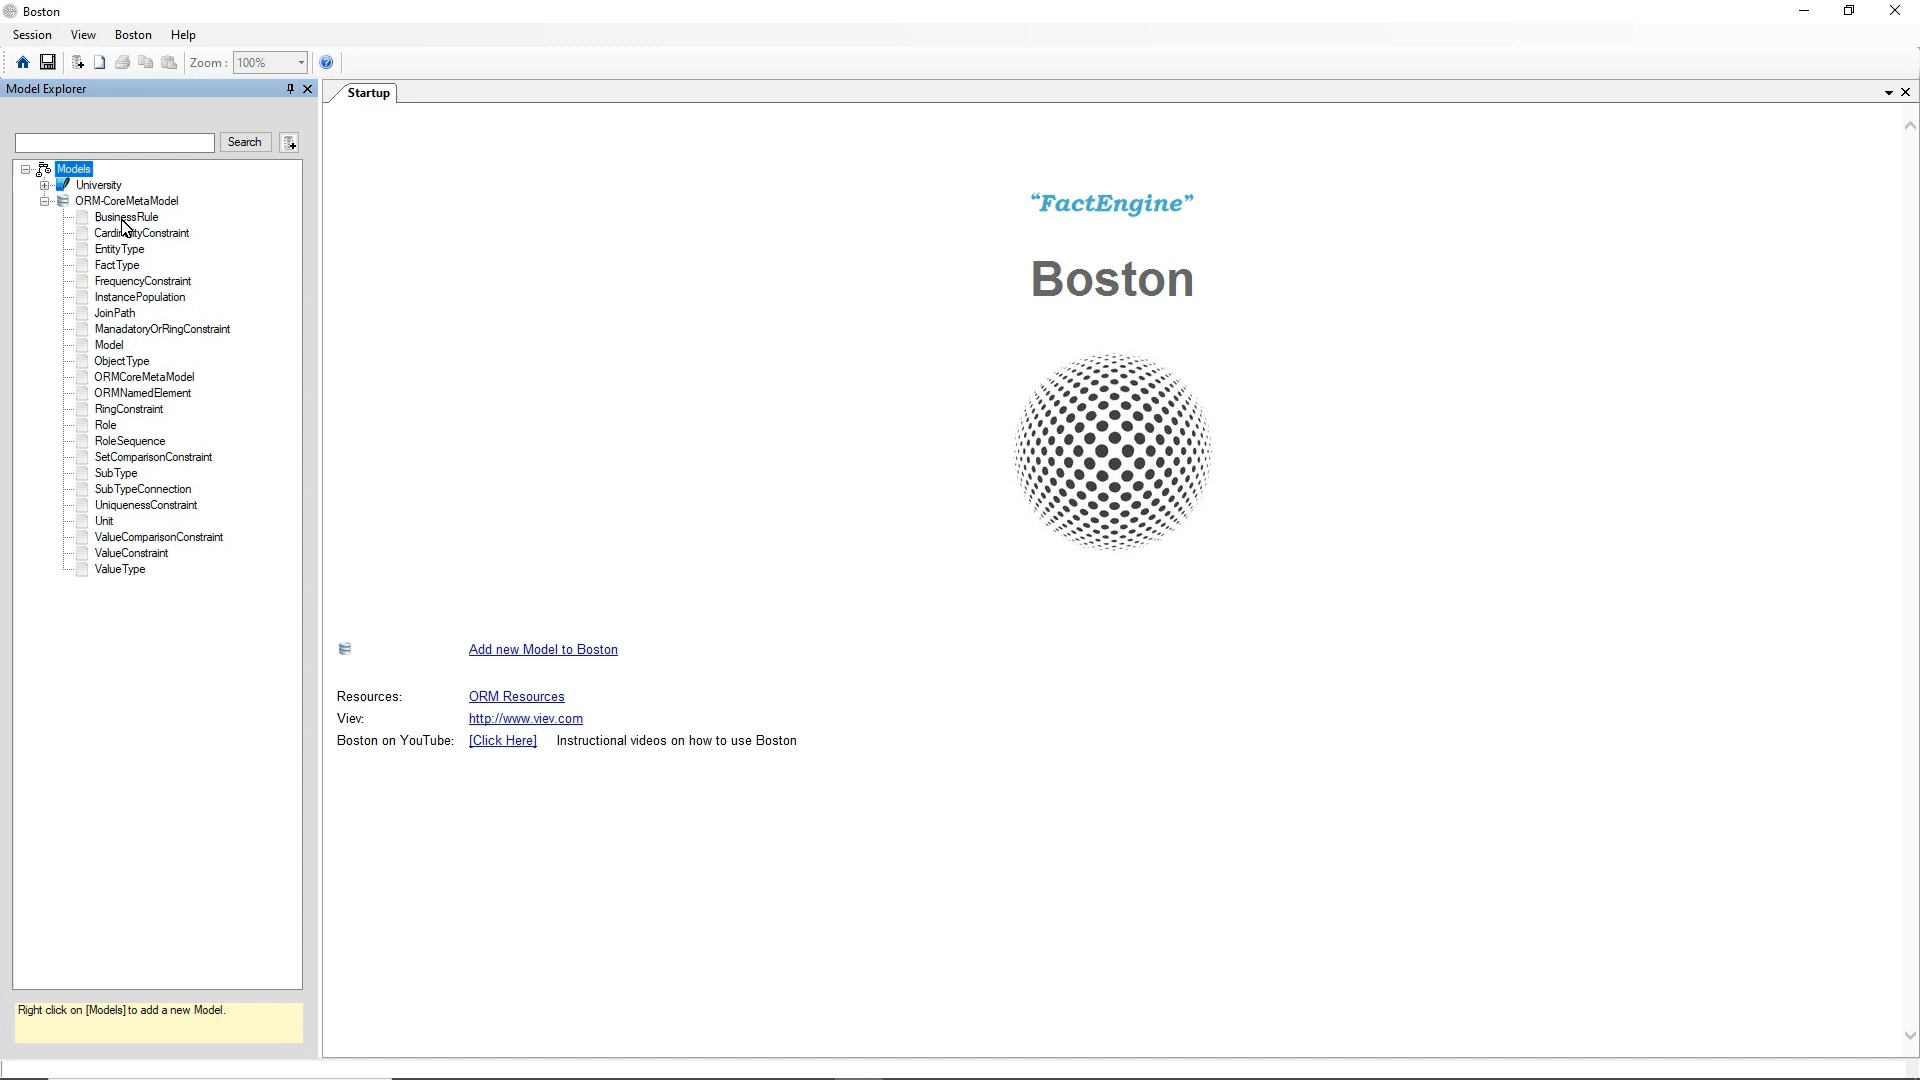 Boston
Session View Boston Help
Zoom : 100%
Model Explorer
Startup
Search
Models
University
ORM-CoreMetaModel
BusinessRule
CardinalityConstraint
EntityType
FactType
FrequencyConstraint
InstancePopulation
JoinPath
ManadatoryOrRingConstraint
Model
ObjectType
ORMCoreMetaModel
ORMNamedElement
RingConstraint
Role
RoleSequence
SetComparisonConstraint
SubType
SubTypeConnection
UniquenessConstraint
Unit
ValueComparisonConstraint
ValueConstraint
ValueType
Right click on [Models] to add a new Model.
“FactEngine”
Boston
Add new Model to Boston
Resources: ORM Resources
Viev: http://www.viev.com
Boston on YouTube: [Click Here] Instructional videos on how to use Boston